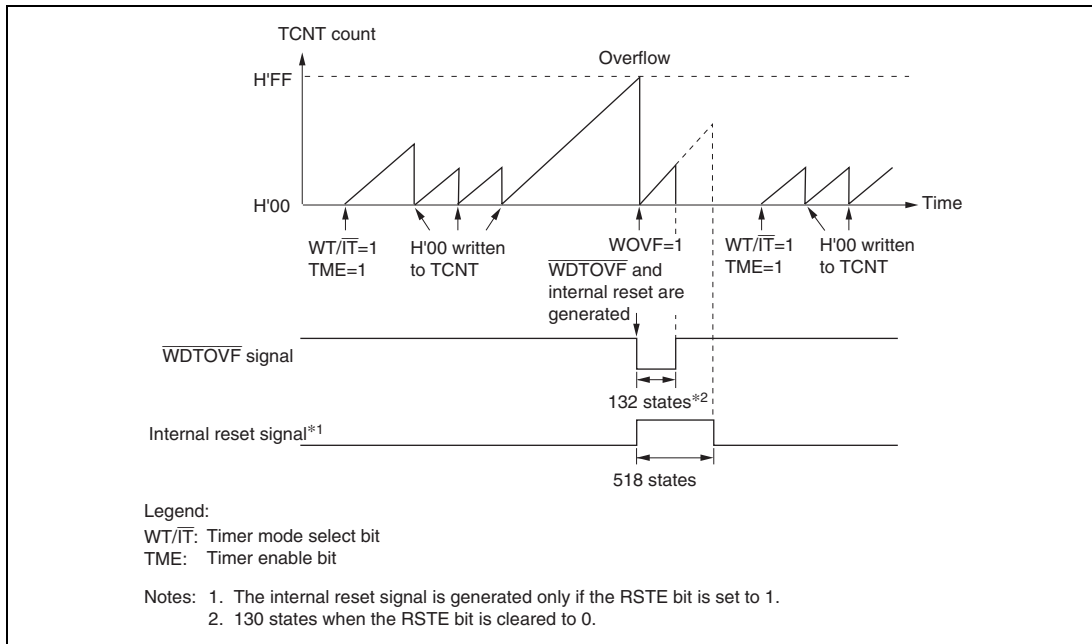 TCNT count
Overflow
H'FF
H'00
Time
WT/IT=1
TME=1
H'00 written
to TCNT
WOVF=1
WDTOVF and
internal reset are
generated
WT/IT=1
TME=1
H'00 written
to TCNT
WDTOVF signal
132 states*2
Internal reset signal*1
518 states
Legend:
WT/IT: Timer mode select bit
TME: Timer enable bit
Notes: 1. The internal reset signal is generated only if the RSTE bit is set to 1.
2. 130 states when the RSTE bit is cleared to 0.